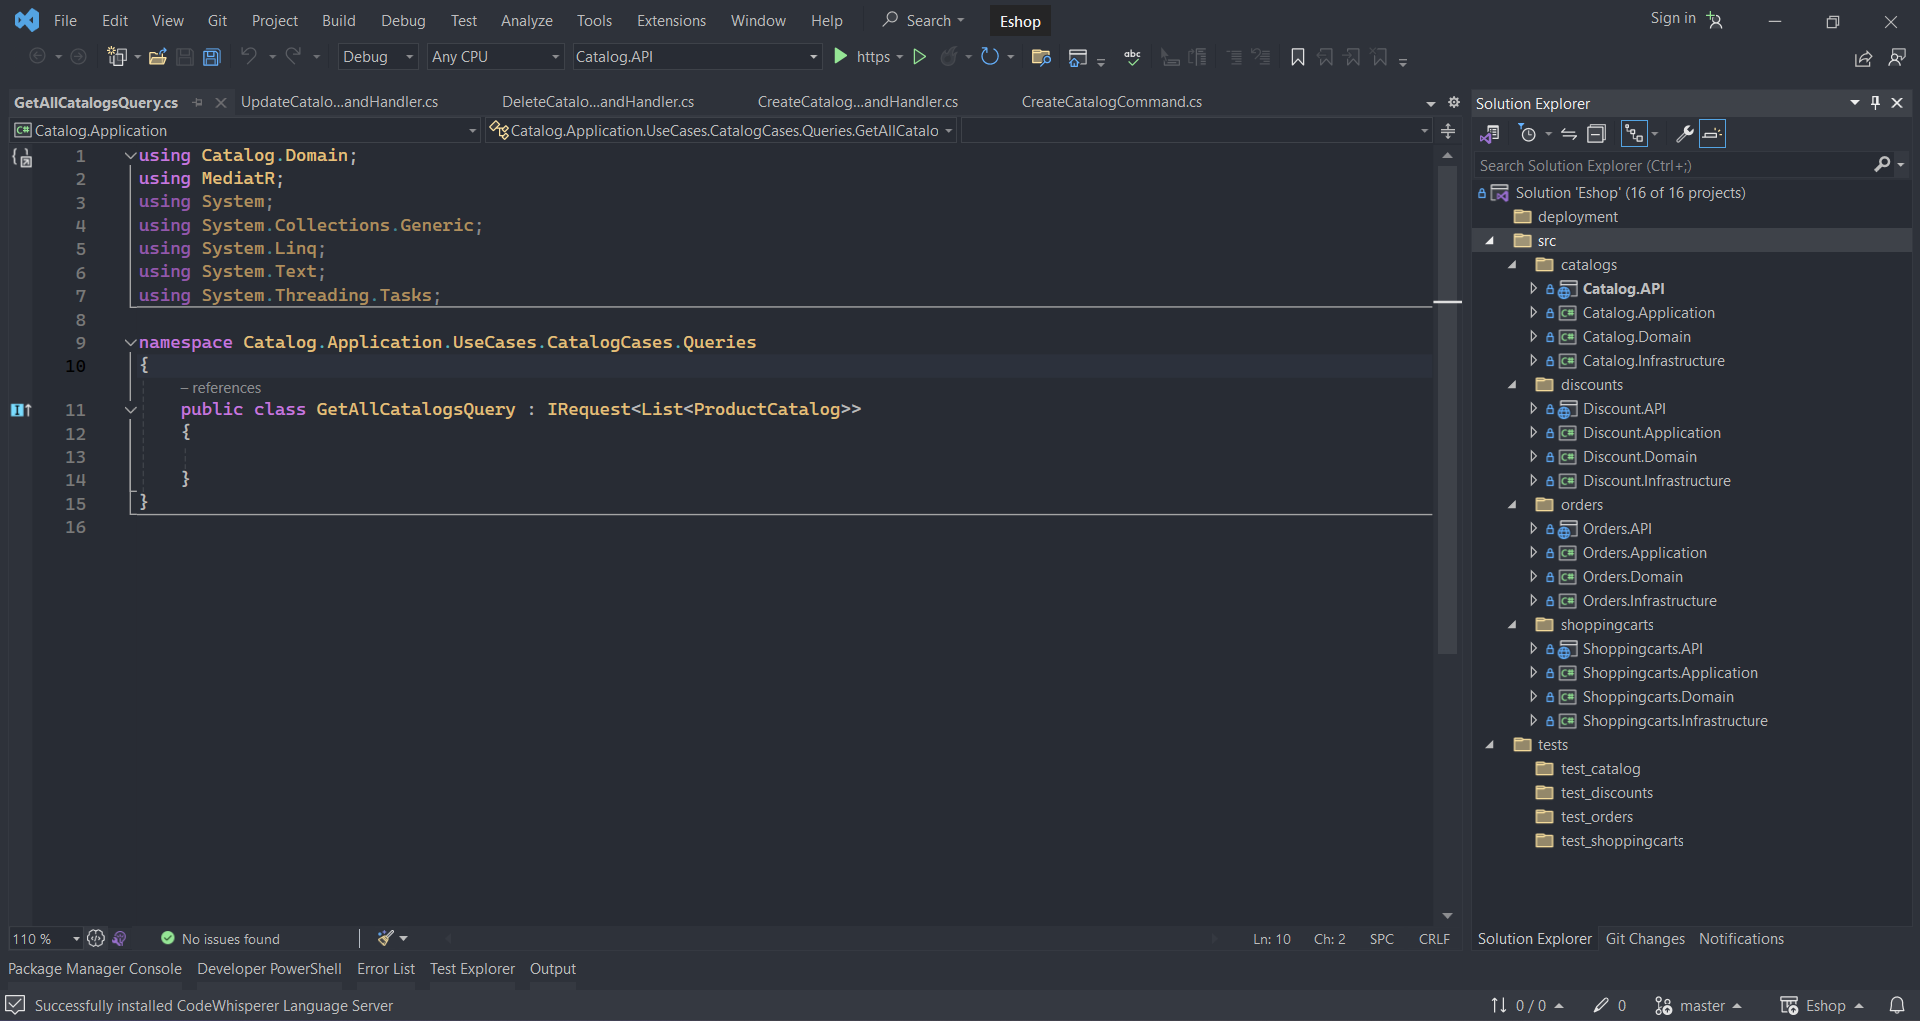 File Edit View Git Project Build Debug Test Analyze Tools Extensions Window Help Search Eshop Sign in
Debug Any CPU Catalog.API https abc
GetAllCatalogsQuery.cs UpdateCatalo...andHandler.cs DeleteCatalo...andHandler.cs CreateCatalog...andHandler.cs CreateCatalogCommand.cs
C# Catalog.Application Catalog.Application.UseCases.CatalogCases.Queries.GetAllCatalo
1 using Catalog.Domain;
2 using MediatR;
3 using System;
4 using System.Collections.Generic;
5 using System.Linq;
6 using System.Text;
7 using System.Threading.Tasks;
8
9 namespace Catalog.Application.UseCases.CatalogCases.Queries
10 {
– references
11 public class GetAllCatalogsQuery : IRequest<List<ProductCatalog>>
12 {
13
14 }
15 }
16
110 % No issues found Ln: 10 Ch: 2 SPC CRLF
Solution Explorer
Search Solution Explorer (Ctrl+;)
Solution 'Eshop' (16 of 16 projects)
deployment
src
catalogs
Catalog.API
C# Catalog.Application
C# Catalog.Domain
C# Catalog.Infrastructure
discounts
Discount.API
C# Discount.Application
C# Discount.Domain
C# Discount.Infrastructure
orders
Orders.API
C# Orders.Application
C# Orders.Domain
C# Orders.Infrastructure
shoppingcarts
Shoppingcarts.API
C# Shoppingcarts.Application
C# Shoppingcarts.Domain
C# Shoppingcarts.Infrastructure
tests
test_catalog
test_discounts
test_orders
test_shoppingcarts
Solution Explorer Git Changes Notifications
Package Manager Console Developer PowerShell Error List Test Explorer Output
Successfully installed CodeWhisperer Language Server 0 / 0 0 master Eshop